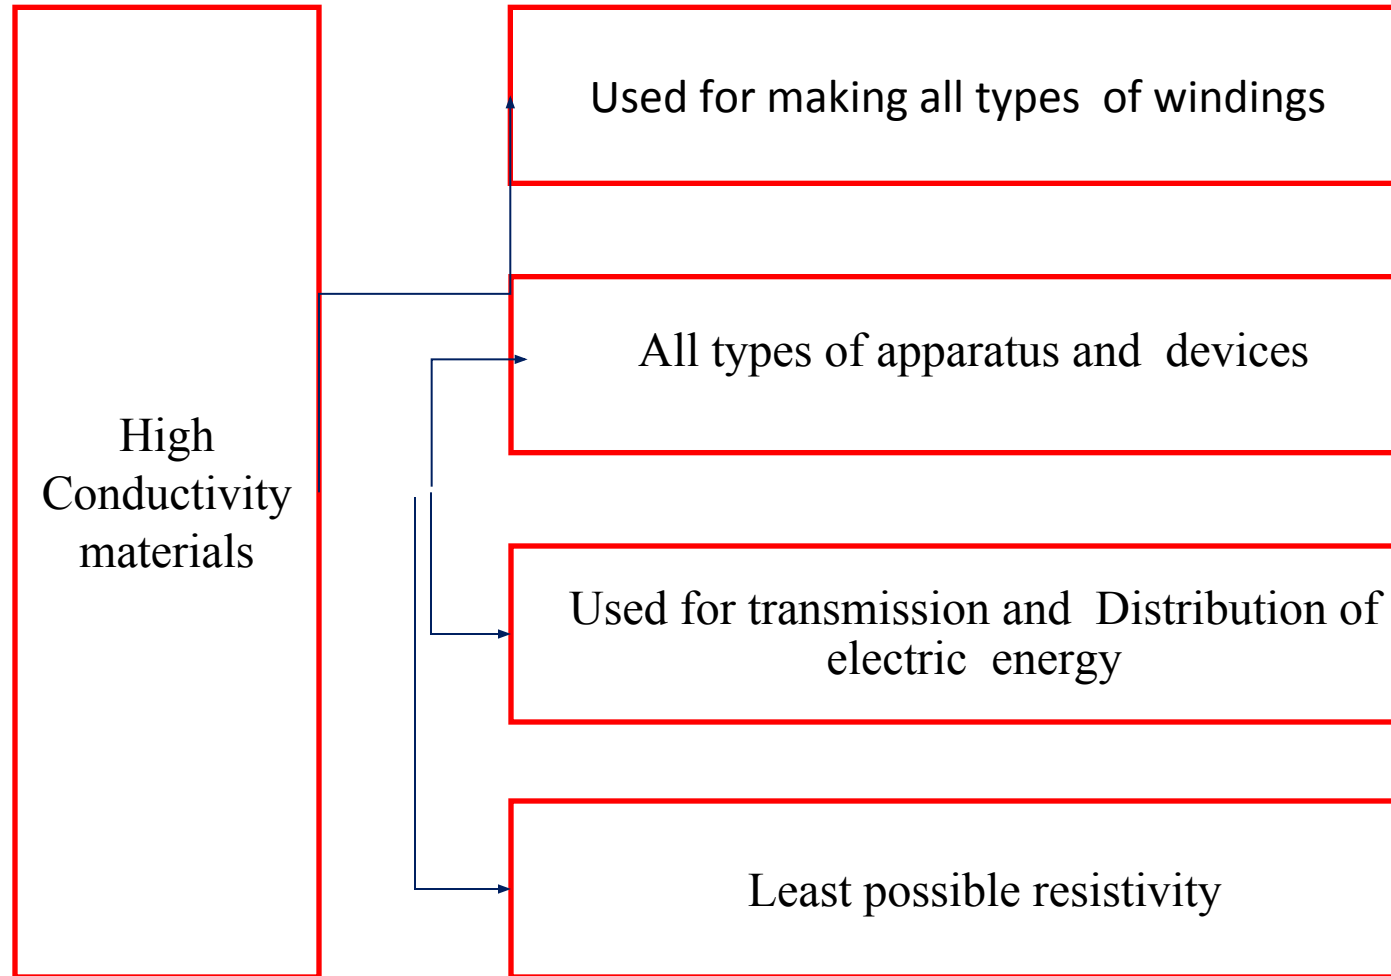 High
Conductivity
materials
Used for making all types of windings
All types of apparatus and devices
Used for transmission and Distribution of
electric energy
Least possible resistivity